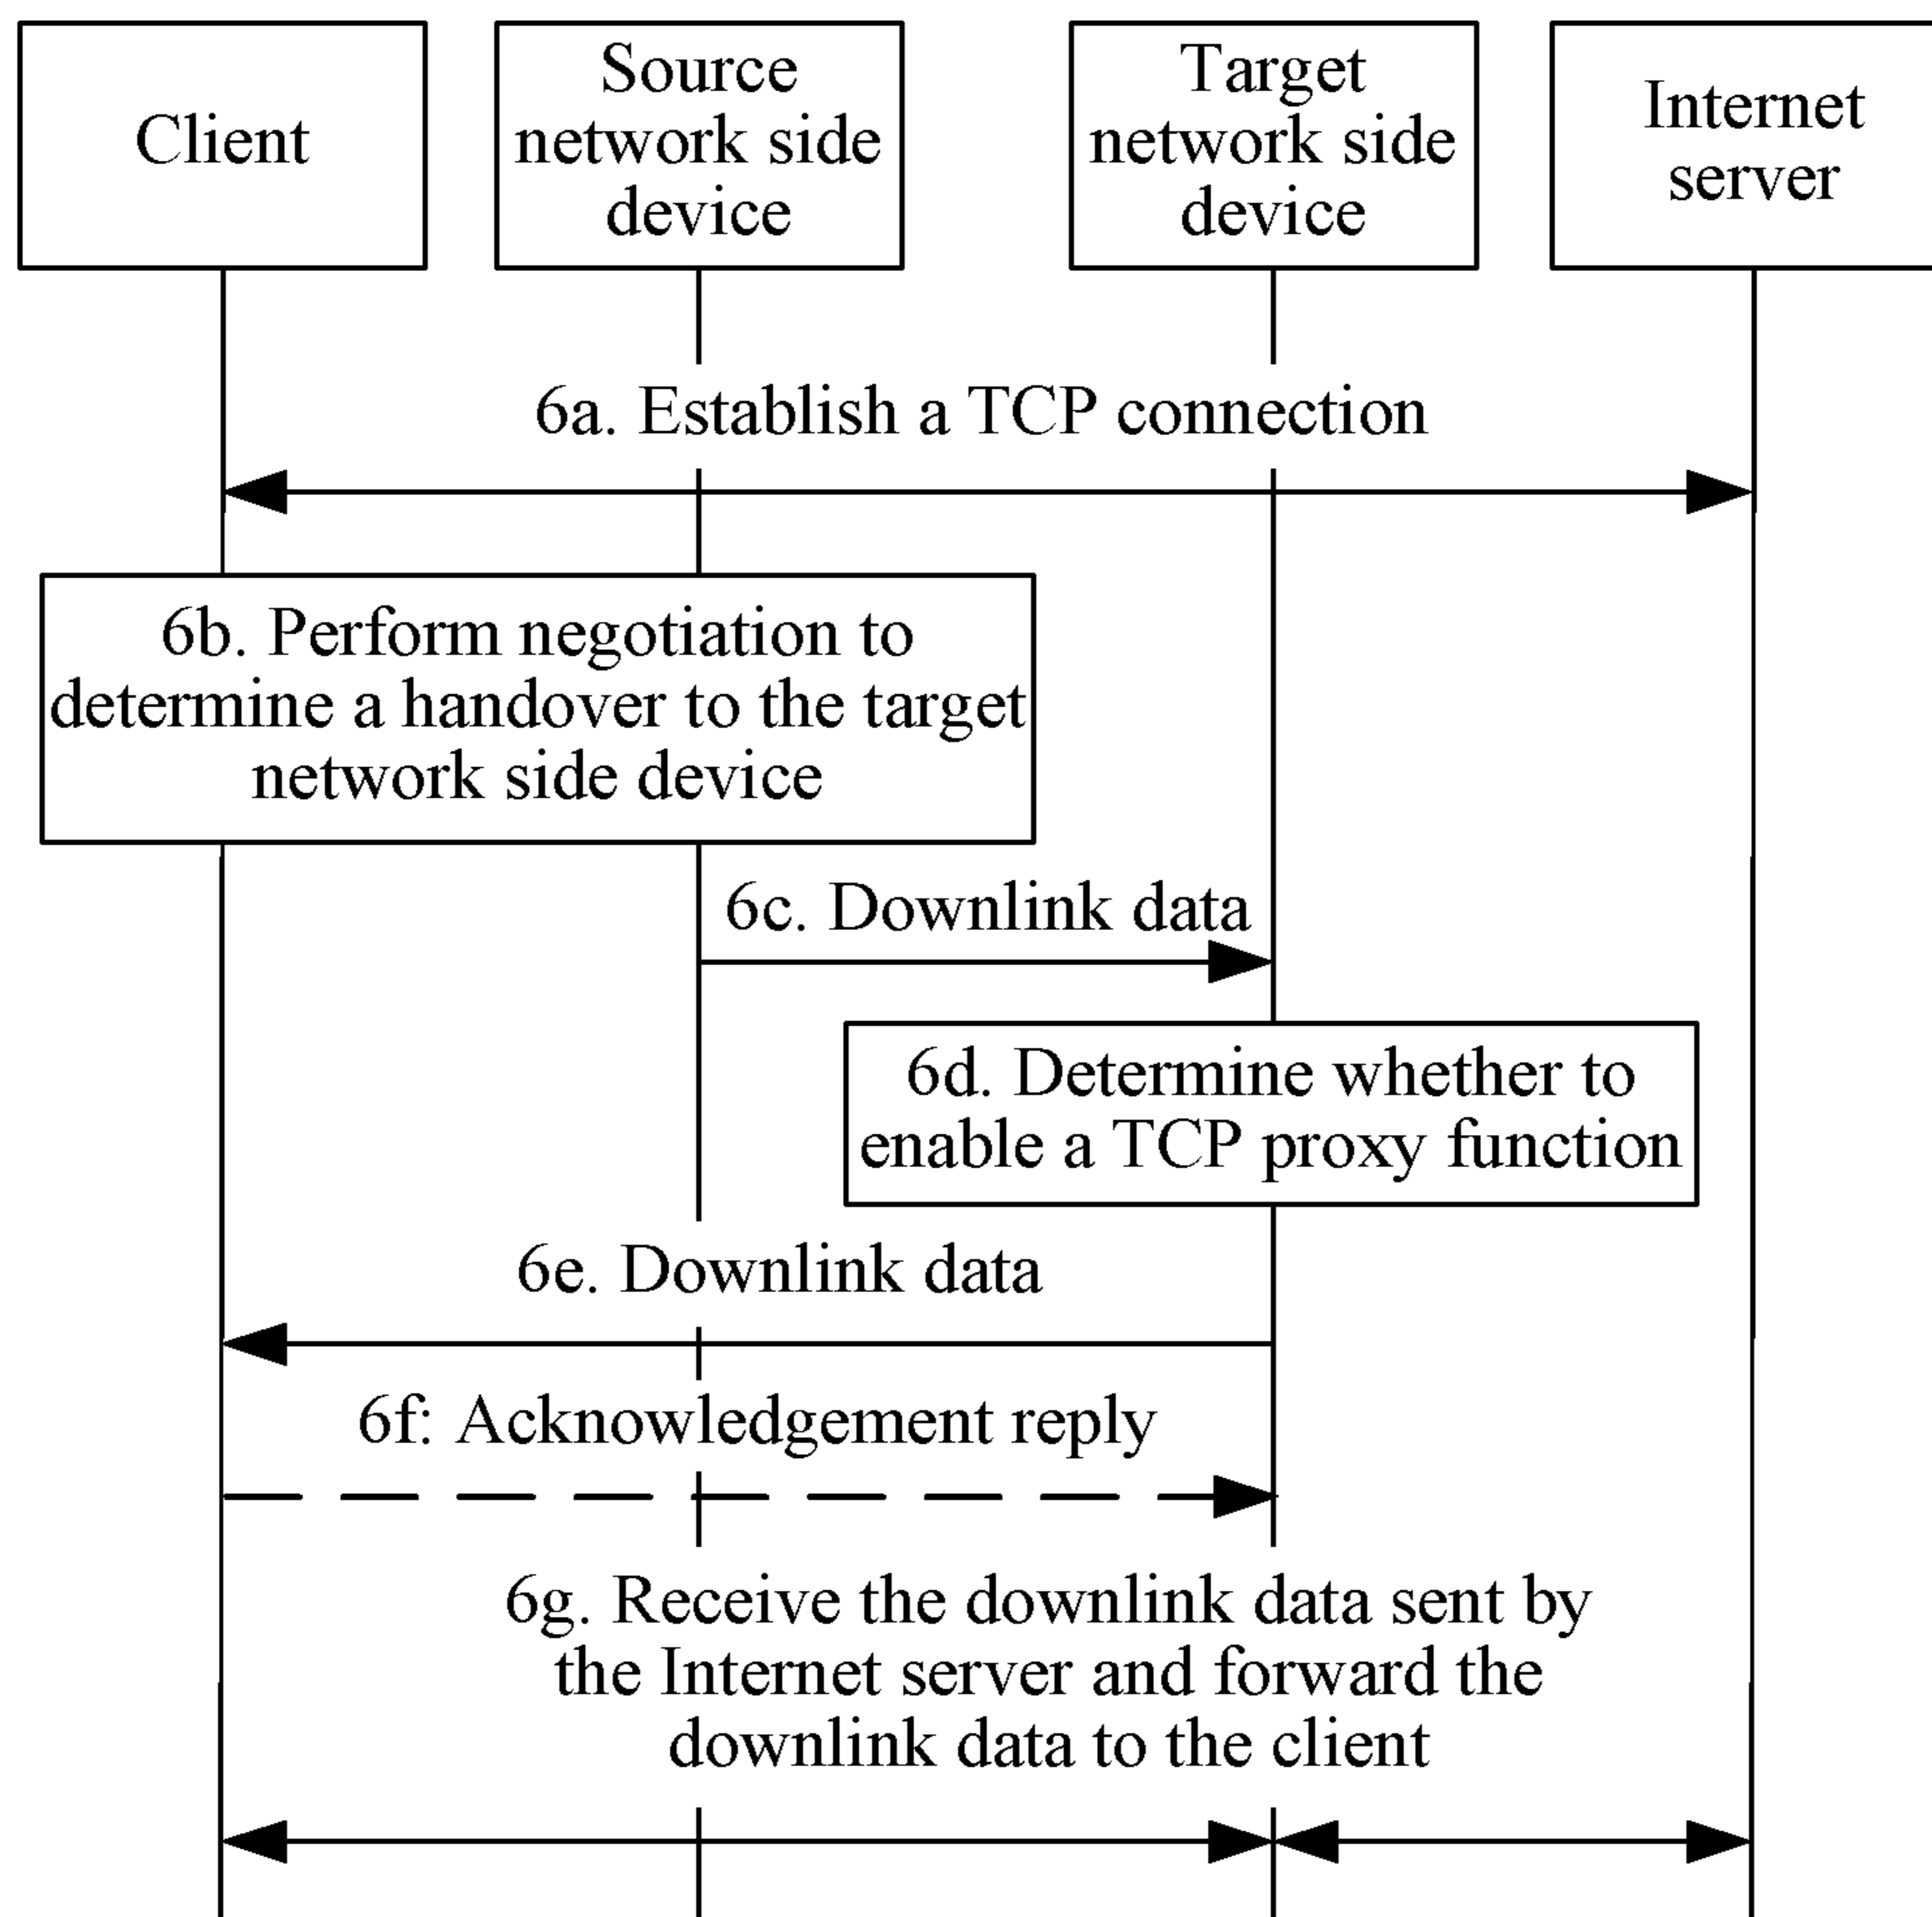 Client
Source
network side
device
Target
network side
device
Internet
server
6a. Establish a TCP connection
6b. Perform negotiation to
determine a handover to the target
network side device
6c. Downlink data
6d. Determine whether to
enable a TCP proxy function
6e. Downlink data
6f: Acknowledgement reply
6g. Receive the downlink data sent by
the Internet server and forward the
downlink data to the client